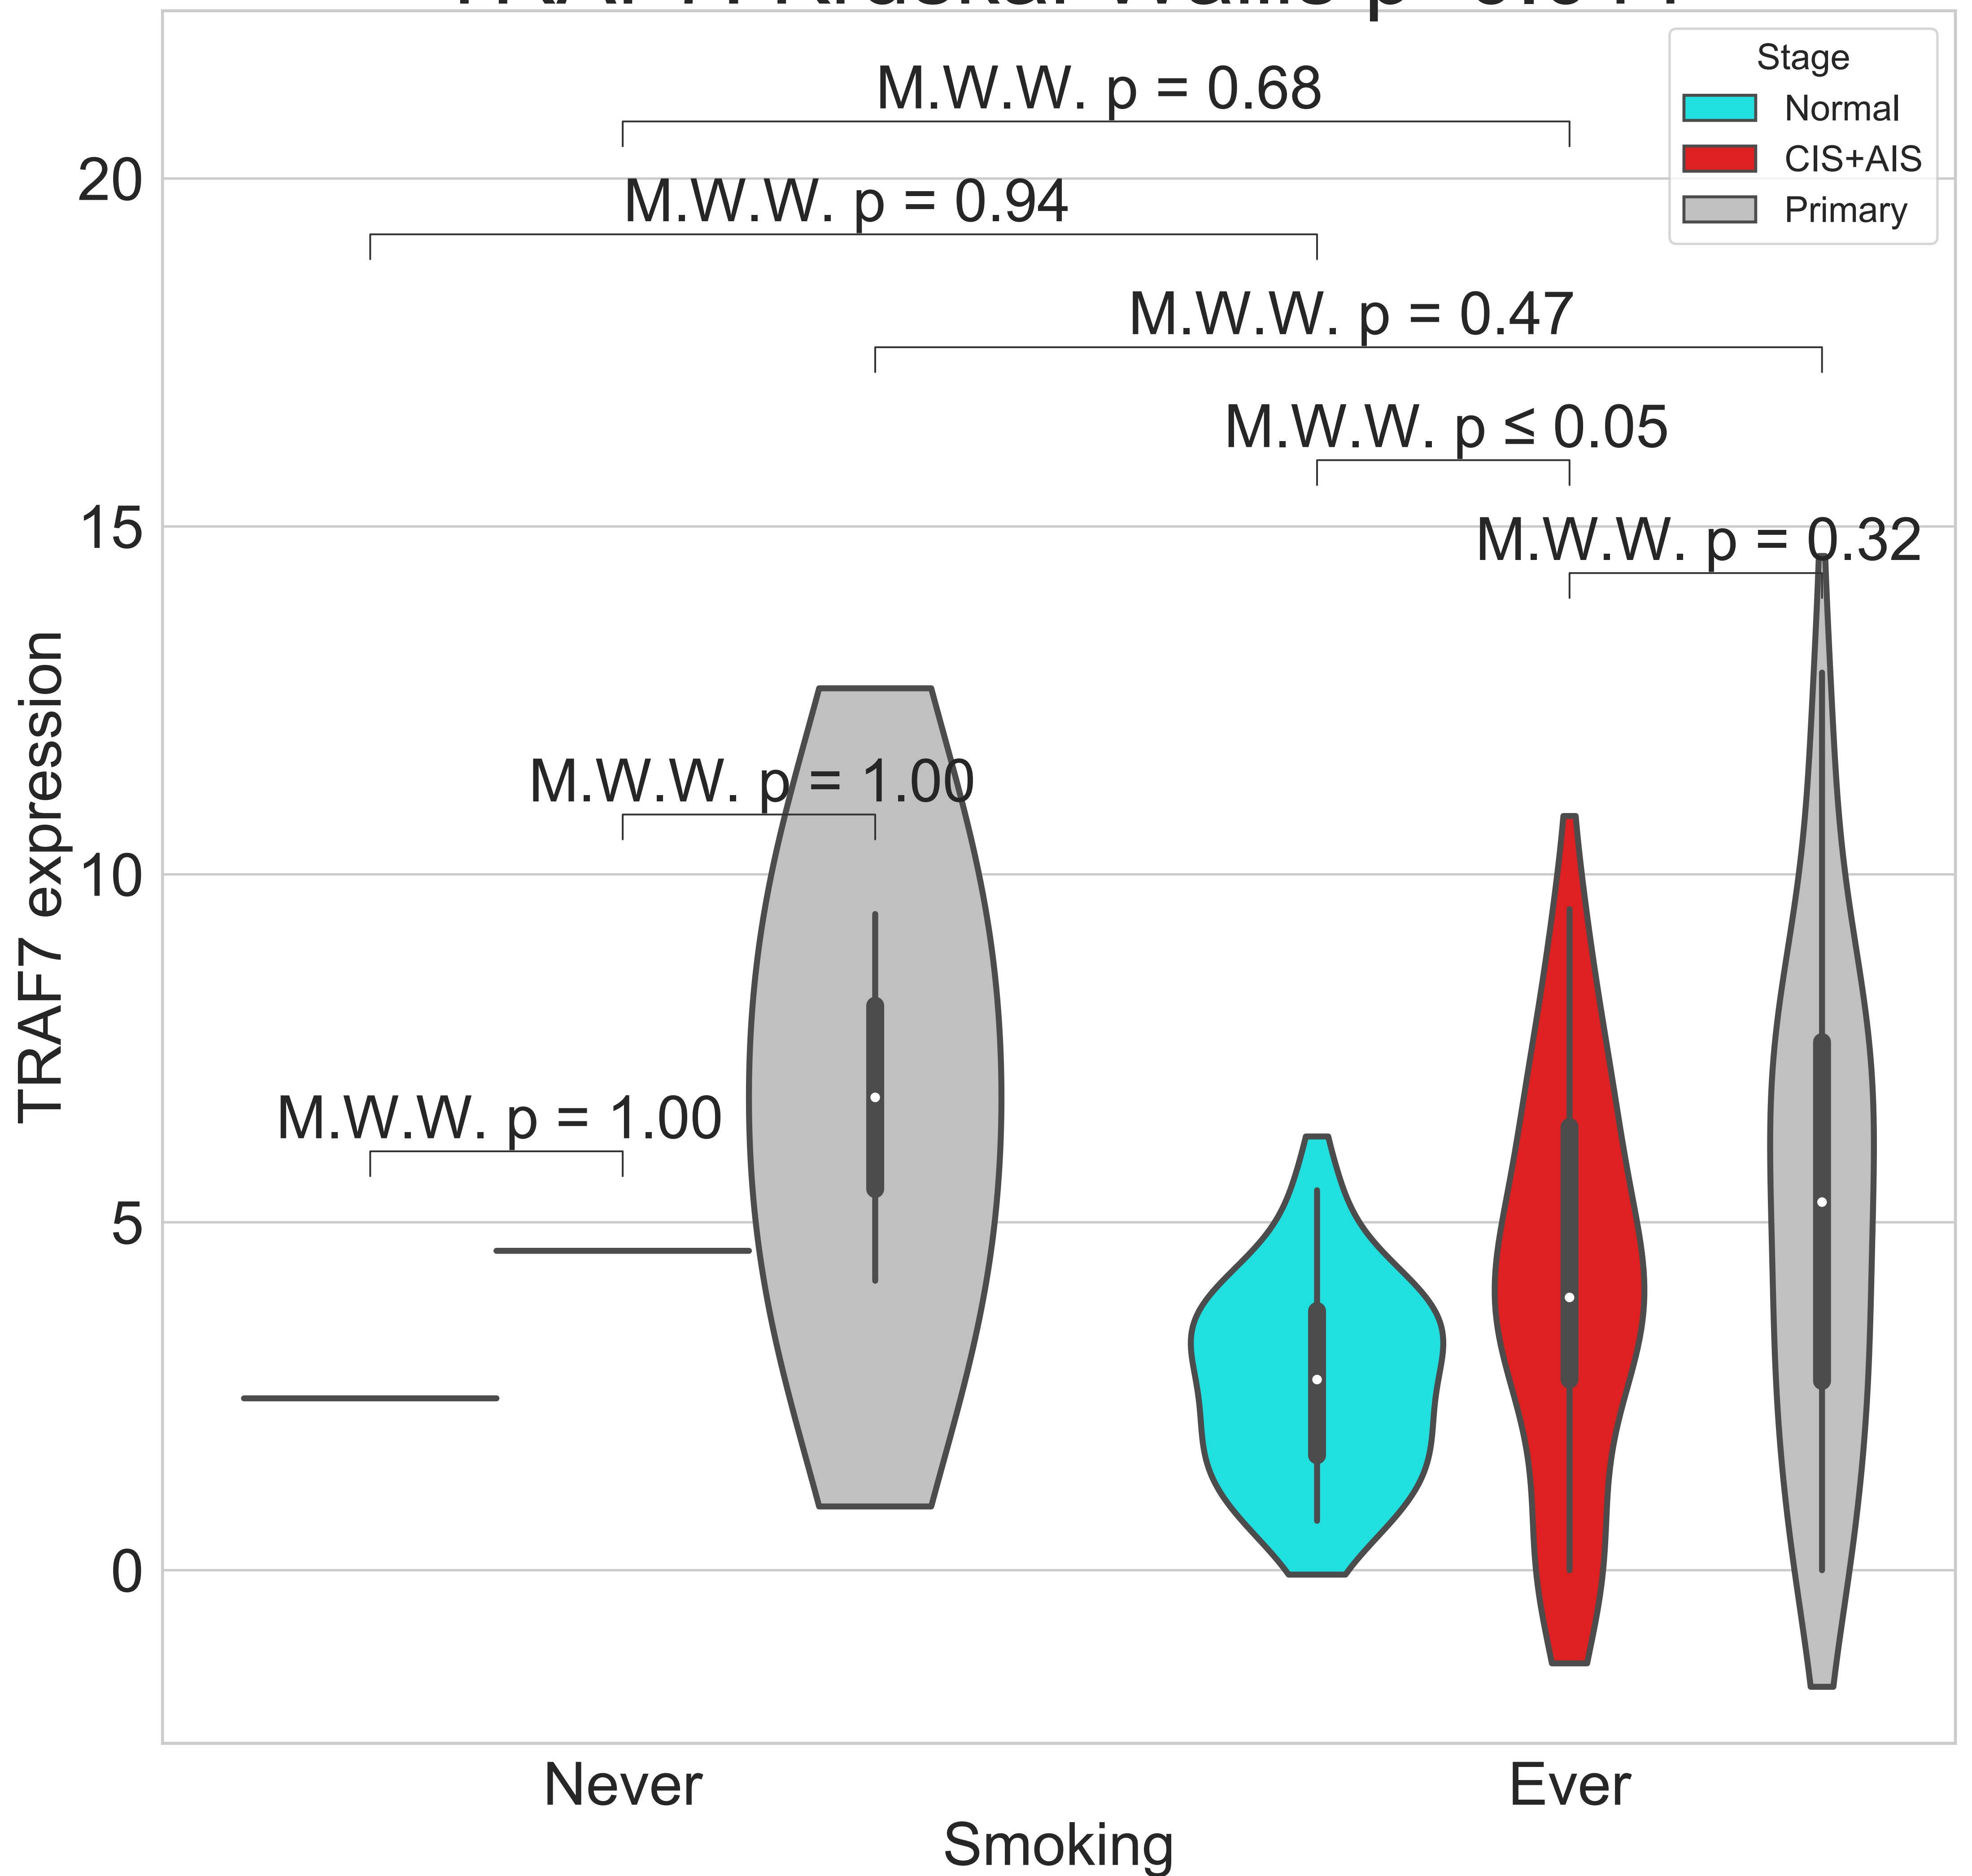 Stage
Normal
CIS+AIS
Primary
M.W.W. p = 0.68
M.W.W. p = 0.94
M.W.W. p = 0.47
M.W.W. p ≤ 0.05
M.W.W. p = 0.32
M.W.W. p = 1.00
M.W.W. p = 1.00
20
15
10
5
0
TRAF7 expression
Never
Ever
Smoking